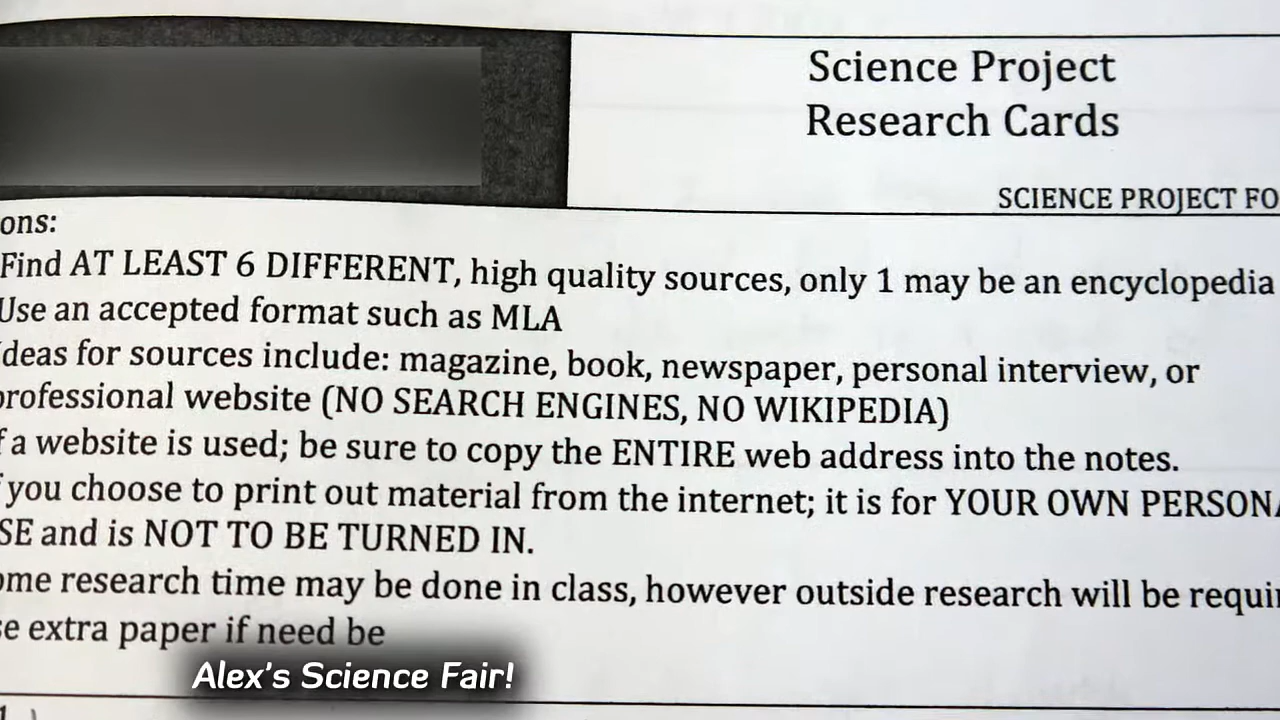 Science Project
Research Cards
SCIENCE PROJECT FO
ons:
Find AT LEAST 6 DIFFERENT, high quality sources, only 1 may be an encyclopedia
Use an accepted format such as MLA
deas for sources include: magazine, book, newspaper, personal interview, or
professional website (NO SEARCH ENGINES, NO WIKIPEDIA)
f a website is used; be sure to copy the ENTIRE web address into the notes.
f you choose to print out material from the internet; it is for YOUR OWN PERSONA
SE and is NOT TO BE TURNED IN.
ome research time may be done in class, however outside research will be requir
se extra paper if need be
Alex's Science Fair!